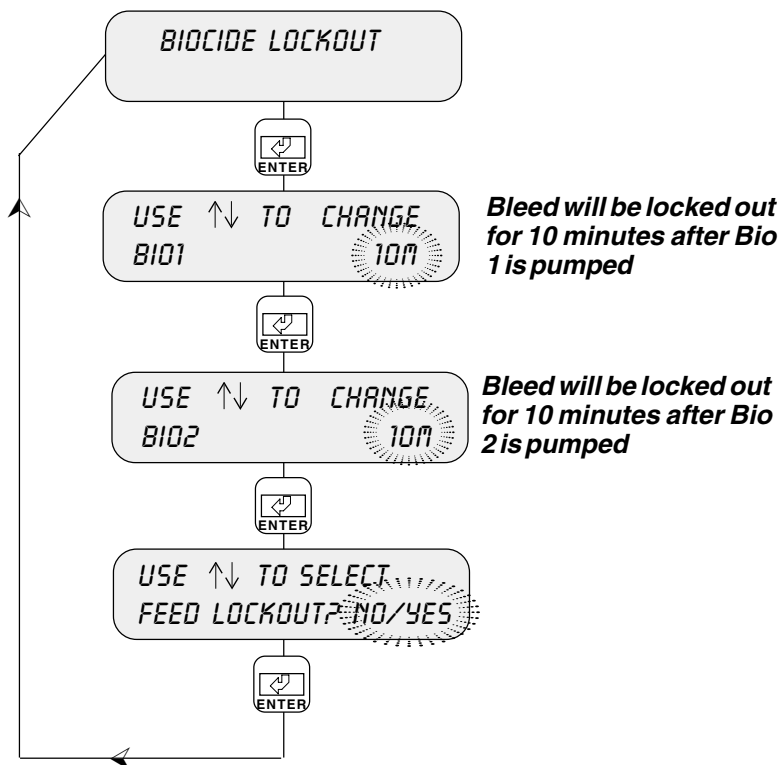 BIOCIDE LOCKOUT
ENTER
USE ↑↓ TO CHANGE
BIO1 10M
Bleed will be locked out
for 10 minutes after Bio
1 is pumped
ENTER
USE ↑↓ TO CHANGE
BIO2 10M
Bleed will be locked out
for 10 minutes after Bio
2 is pumped
ENTER
USE ↑↓ TO SELECT
FEED LOCKOUT? NO/YES
ENTER